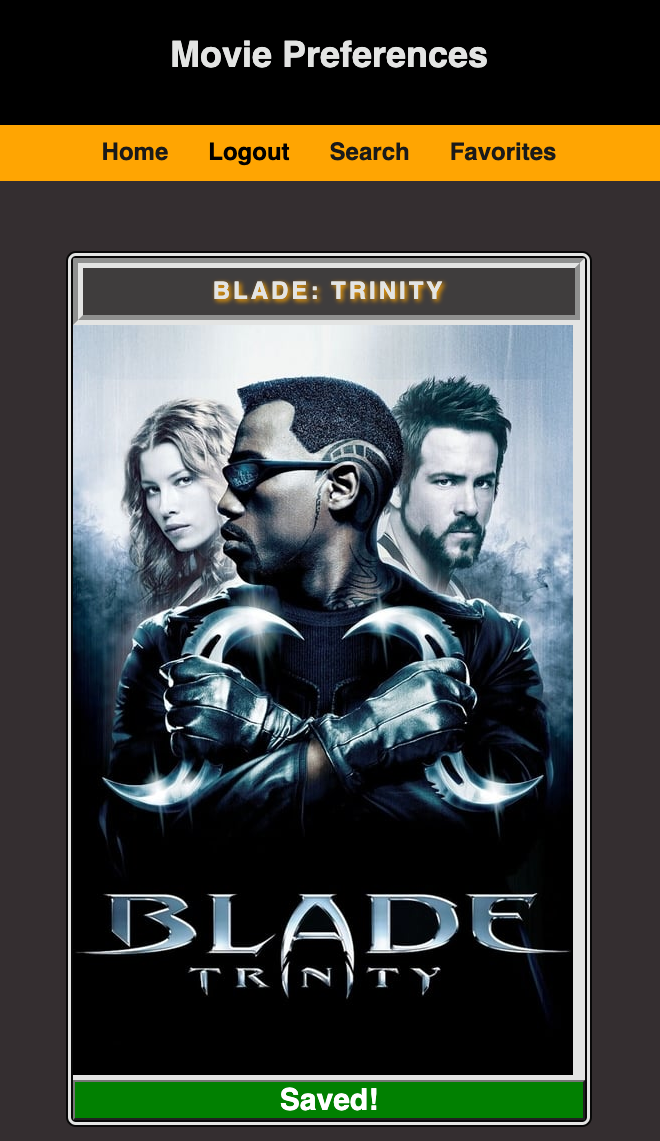 Movie Preferences
Home Logout Search Favorites
BLADE: TRINITY
BLADE
TRINITY
Saved!